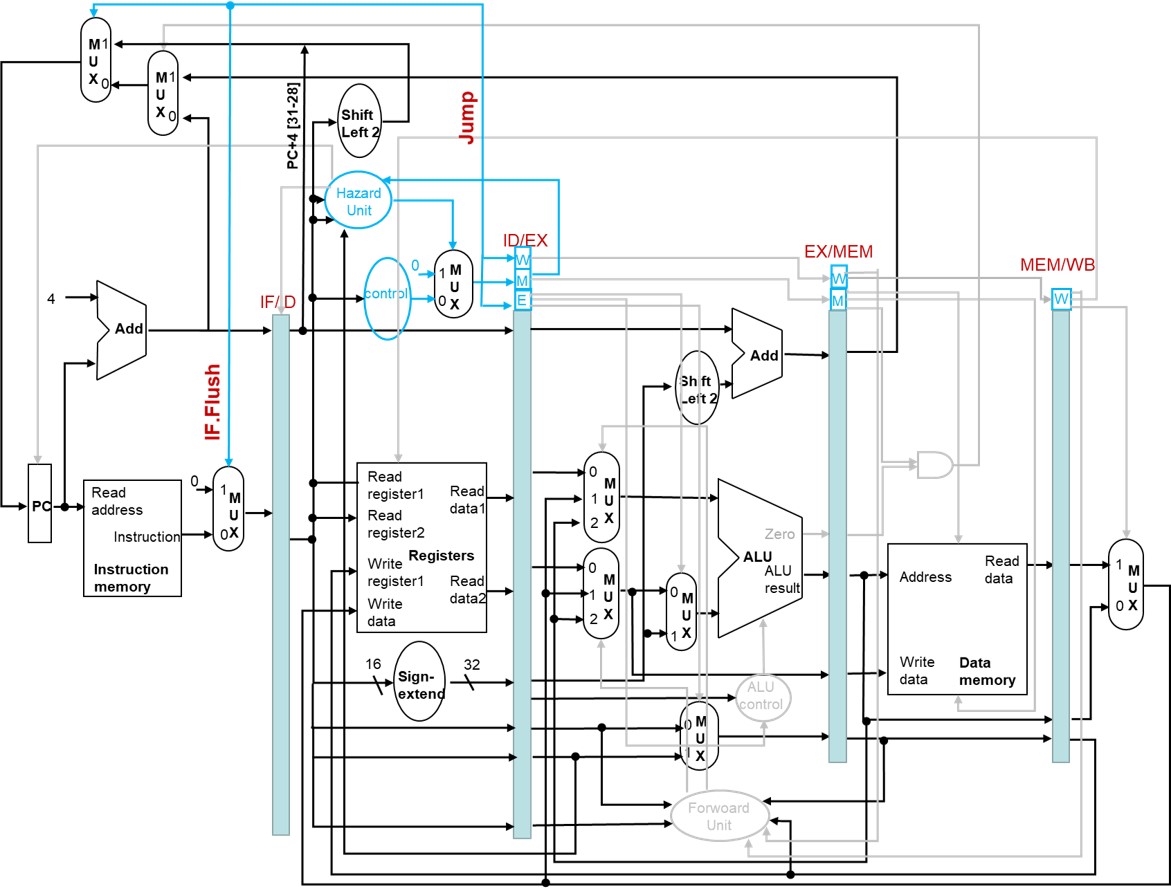 M 1
U
X 0
M 1
U
X 0
PC+4 [31-28]
Shift
Left 2
Jump
Hazard
Unit
control
0
1 M
U
0 X
ID/EX
W
M
E
EX/MEM
W
M
MEM/WB
W
4
Add
IF/ D
IF.Flush
Add
Shift
Left 2
PC
Read
address
Instruction
Instruction
memory
0
1 M
U
0 X
Read
register1
Read
register2
Write
register1
Write
data
Registers
Read
data1
Read
data2
0
1
2
M
U
X
0
1
2
M
U
X
0
1
M
U
X
Zero
ALU
ALU
result
Address
Read
data
Write
data
Data
memory
1
0
M
U
X
16
Sign-
extend
32
ALU
control
0
1
M
U
X
Forwoard
Unit